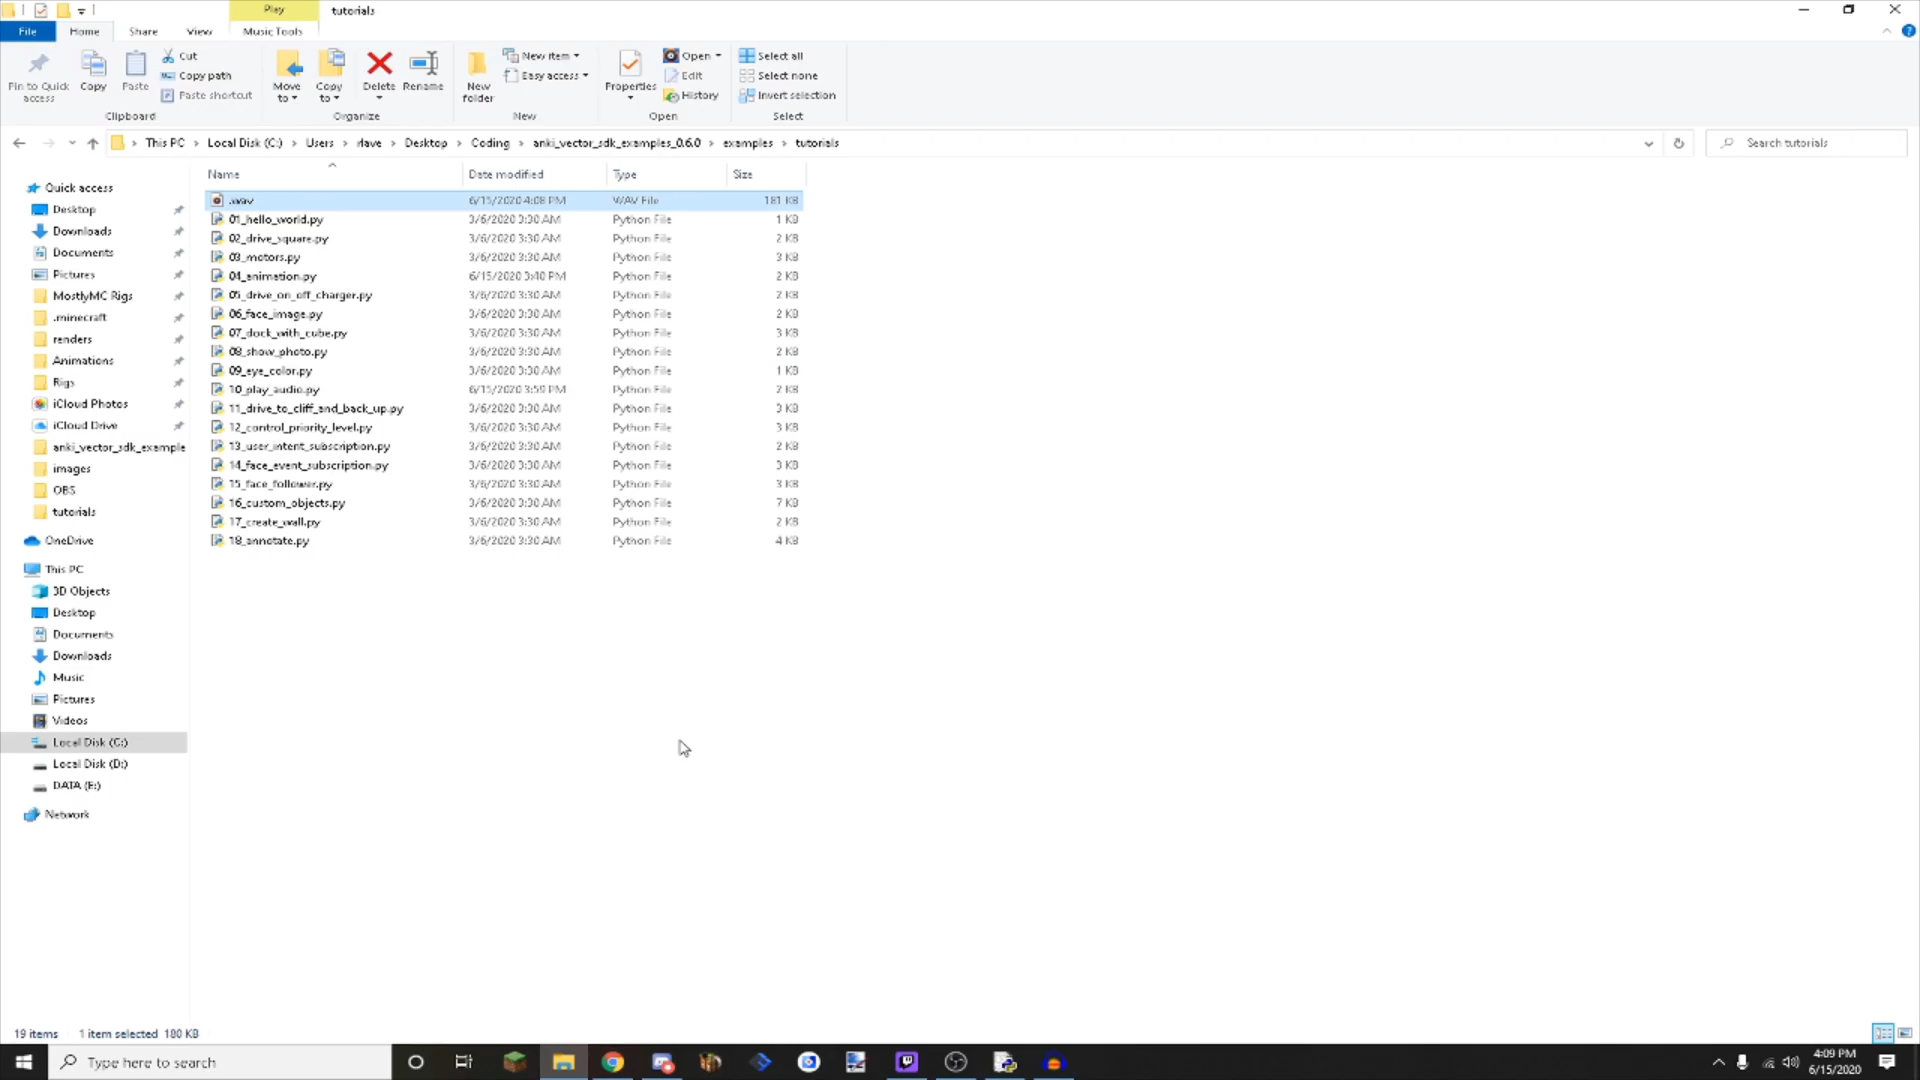 Play tutorials
File Home Share View Music Tools
Pin to Quick access
Copy
Paste
Cut
Copy path
Paste shortcut
Clipboard
Move to
Copy to
Delete
Rename
Organize
New folder
New item
Easy access
New
Properties
Open
Edit
History
Open
Select all
Select none
Invert selection
Select
This PC > Local Disk (C:) > Users > rlave > Desktop > Coding > anki_vector_sdk_examples_0.6.0 > examples > tutorials
Search tutorials
Name Date modified Type Size
.wav 6/15/2020 4:08 PM WAV File 181 KB
01_hello_world.py 3/6/2020 3:30 AM Python File 1 KB
02_drive_square.py 3/6/2020 3:30 AM Python File 2 KB
03_motors.py 3/6/2020 3:30 AM Python File 3 KB
04_animation.py 6/15/2020 3:40 PM Python File 2 KB
05_drive_on_off_charger.py 3/6/2020 3:30 AM Python File 2 KB
06_face_image.py 3/6/2020 3:30 AM Python File 2 KB
07_dock_with_cube.py 3/6/2020 3:30 AM Python File 3 KB
08_show_photo.py 3/6/2020 3:30 AM Python File 2 KB
09_eye_color.py 3/6/2020 3:30 AM Python File 1 KB
10_play_audio.py 6/15/2020 3:59 PM Python File 2 KB
11_drive_to_cliff_and_back_up.py 3/6/2020 3:30 AM Python File 3 KB
12_control_priority_level.py 3/6/2020 3:30 AM Python File 3 KB
13_user_intent_subscription.py 3/6/2020 3:30 AM Python File 2 KB
14_face_event_subscription.py 3/6/2020 3:30 AM Python File 3 KB
15_face_follower.py 3/6/2020 3:30 AM Python File 3 KB
16_custom_objects.py 3/6/2020 3:30 AM Python File 7 KB
17_create_wall.py 3/6/2020 3:30 AM Python File 2 KB
18_annotate.py 3/6/2020 3:30 AM Python File 4 KB
Quick access
Desktop
Downloads
Documents
Pictures
MostlyMC Rigs
.minecraft
renders
Animations
Rigs
iCloud Photos
iCloud Drive
anki_vector_sdk_example
images
OBS
tutorials
OneDrive
This PC
3D Objects
Desktop
Documents
Downloads
Music
Pictures
Videos
Local Disk (C:)
Local Disk (D:)
DATA (E:)
Network
19 items 1 item selected 180 KB
Type here to search
4:09 PM
6/15/2020